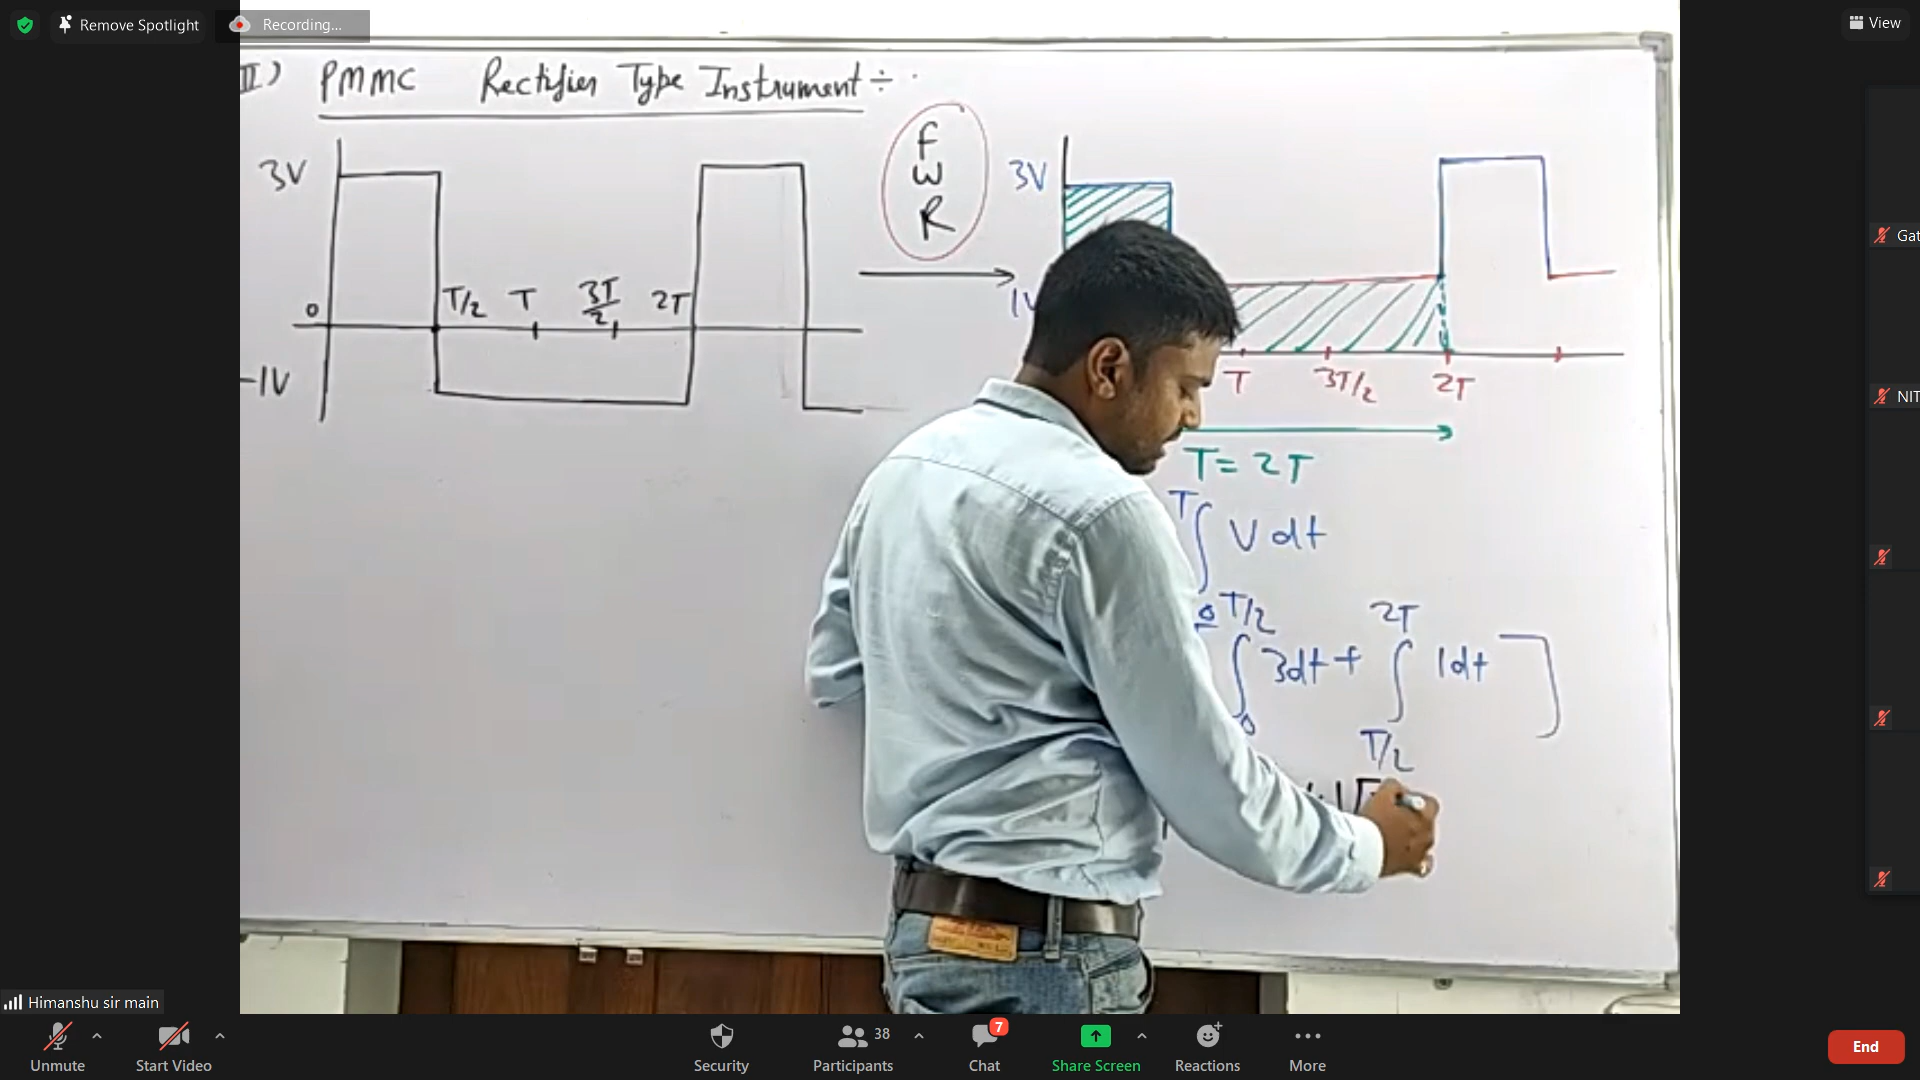 Remove Spotlight
Recording...
View
II) PMMC Rectifier Type Instrument ÷
3V
0
T/2 T 3T/2 2T
-1V
F
W
R
3V
1V
T 3T/2 2T
T = 2T
T
∫ V dt
0
T/2 2T
∫ 3dt + ∫ 1dt ]
0 T/2
Gat
NIT
Himanshu sir main
Unmute
Start Video
Security
Participants
38
Chat
7
Share Screen
Reactions
More
End